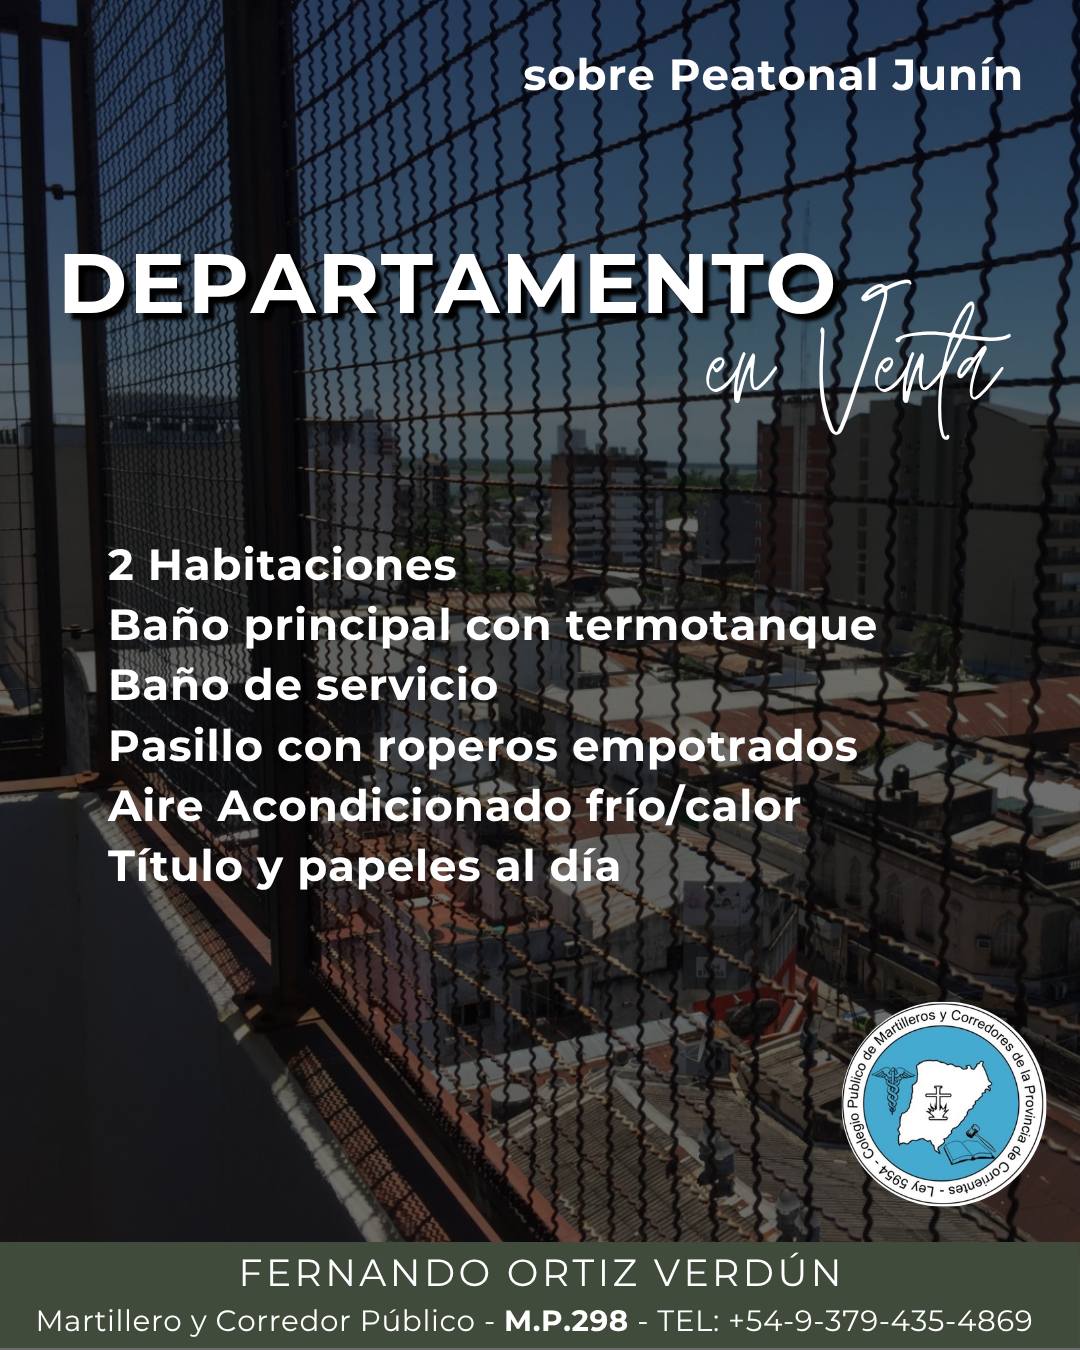 sobre Peatonal Junín
DEPARTAMENTO
en Venta
2 Habitaciones
Baño principal con termotanque
Baño de servicio
Pasillo con roperos empotrados
Aire Acondicionado frío/calor
Título y papeles al día
Colegio Publico de Martilleros y Corredores de la Provincia de Corrientes - Ley 5954 -
FERNANDO ORTIZ VERDÚN
Martillero y Corredor Público - M.P.298 - TEL: +54-9-379-435-4869